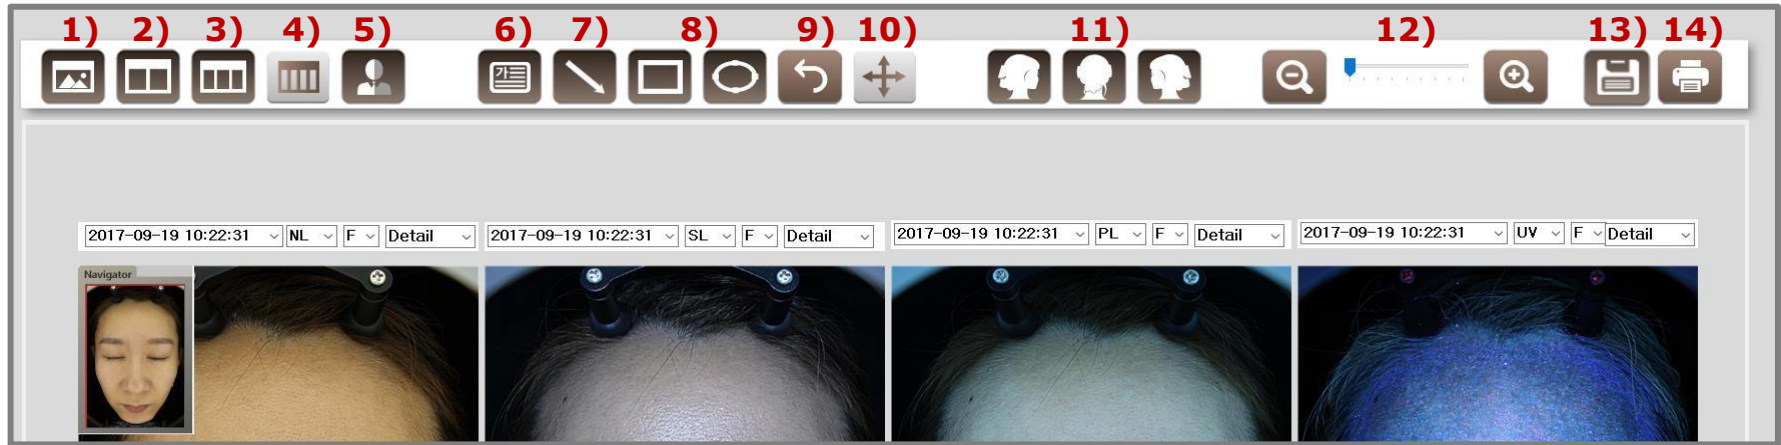 1) 2) 3) 4) 5) 6) 7) 8) 9) 10) 11) 12) 13) 14)
가
2017-09-19 10:22:31 NL F Detail 2017-09-19 10:22:31 SL F Detail 2017-09-19 10:22:31 PL F Detail 2017-09-19 10:22:31 UV F Detail
Navigator